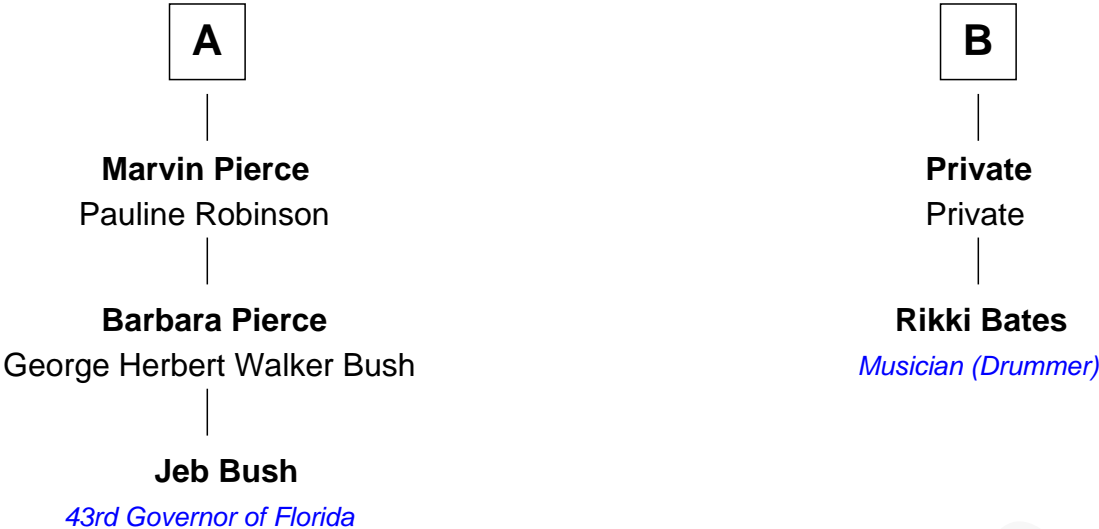 A
B
Marvin Pierce
Pauline Robinson
Private
Private
Barbara Pierce
George Herbert Walker Bush
Rikki Bates
Musician (Drummer)
Jeb Bush
43rd Governor of Florida